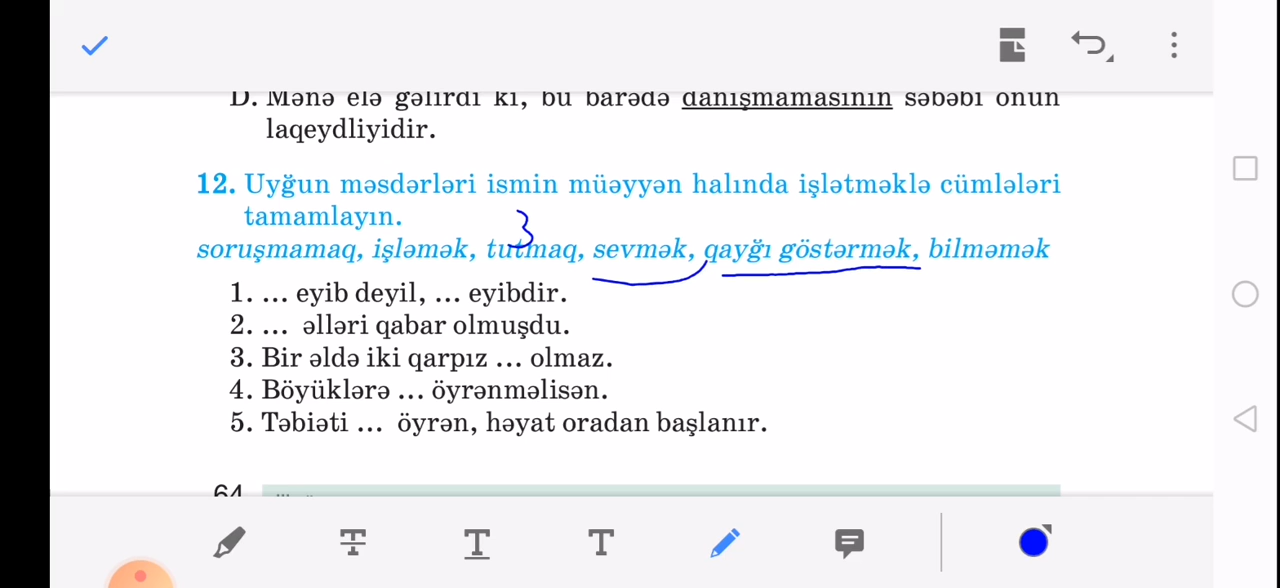 D. Mənə elə gəlirdi ki, bu barədə danışmamasının səbəbi onun
laqeydliyidir.
12. Uyğun məsdərləri ismin müəyyən halında işlətməklə cümlələri
tamamlayın.
3
soruşmamaq, işləmək, tutmaq, sevmək, qayğı göstərmək, bilməmək
1. ... eyib deyil, ... eyibdir.
2. ... əlləri qabar olmuşdu.
3. Bir əldə iki qarpız ... olmaz.
4. Böyüklərə ... öyrənməlisən.
5. Təbiəti ... öyrən, həyat oradan başlanır.
64